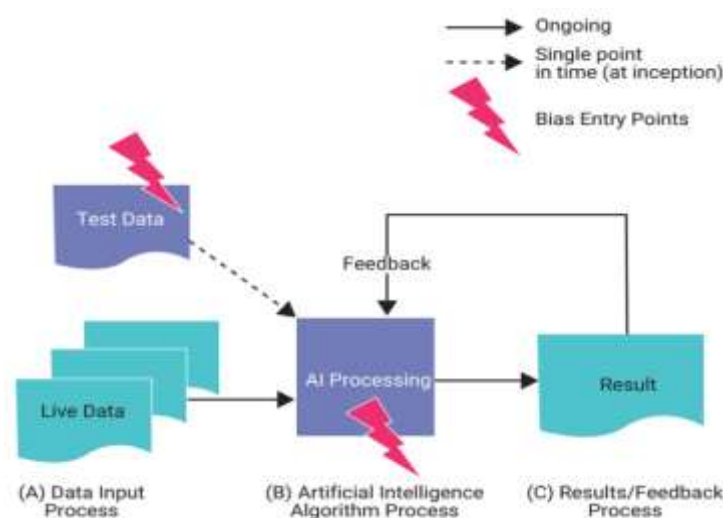 Ongoing
Single point
in time (at inception)
Bias Entry Points
Test Data
Feedback
Live Data
AI Processing
Result
(A) Data Input
Process
(B) Artificial Intelligence
Algorithm Process
(C) Results/Feedback
Process